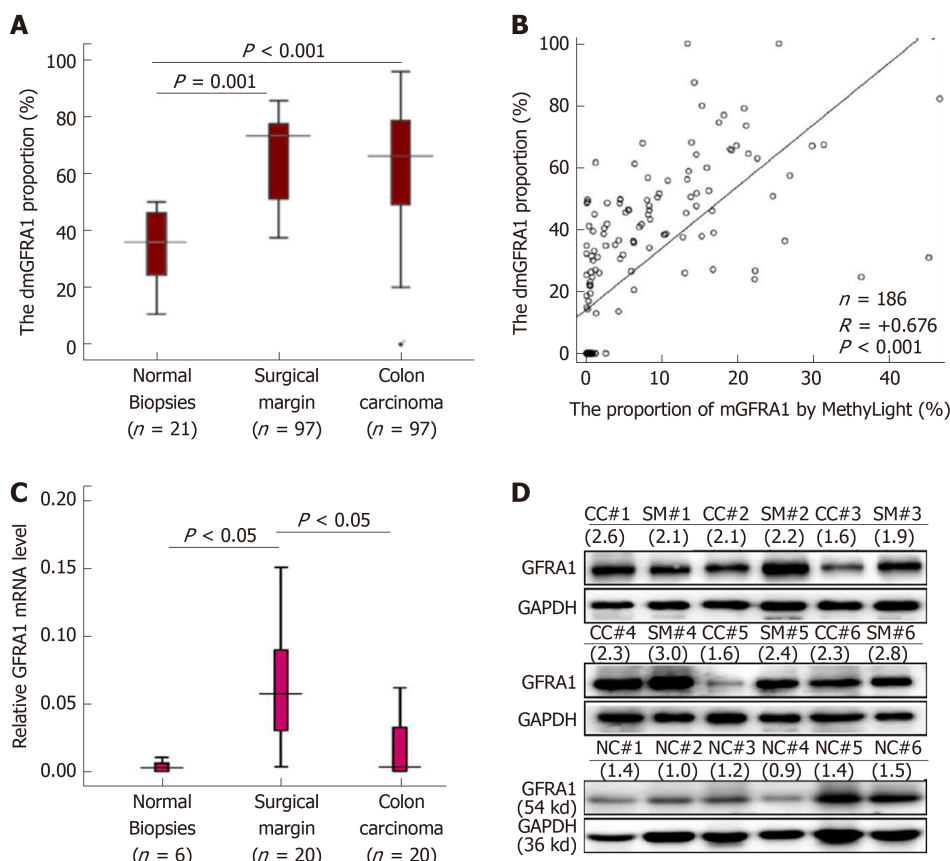 A
P < 0.001
P = 0.001
The dmGFRA1 proportion (%)
100
80
60
40
20
0
Normal Biopsies (n = 21)
Surgical margin (n = 97)
Colon carcinoma (n = 97)
B
The dmGFRA1 proportion (%)
100
80
60
40
20
0
n = 186
R = +0.676
P < 0.001
0 10 20 30 40
The proportion of mGFRA1 by MethyLight (%)
C
Relative GFRA1 mRNA level
0.20
0.15
0.10
0.05
0.00
P < 0.05
P < 0.05
Normal Biopsies (n = 6)
Surgical margin (n = 20)
Colon carcinoma (n = 20)
D
CC#1 SM#1 CC#2 SM#2 CC#3 SM#3
(2.6) (2.1) (2.1) (2.2) (1.6) (1.9)
GFRA1
GAPDH
CC#4 SM#4 CC#5 SM#5 CC#6 SM#6
(2.3) (3.0) (1.6) (2.4) (2.3) (2.8)
GFRA1
GAPDH
NC#1 NC#2 NC#3 NC#4 NC#5 NC#6
(1.4) (1.0) (1.2) (0.9) (1.4) (1.5)
GFRA1
(54 kd)
GAPDH
(36 kd)